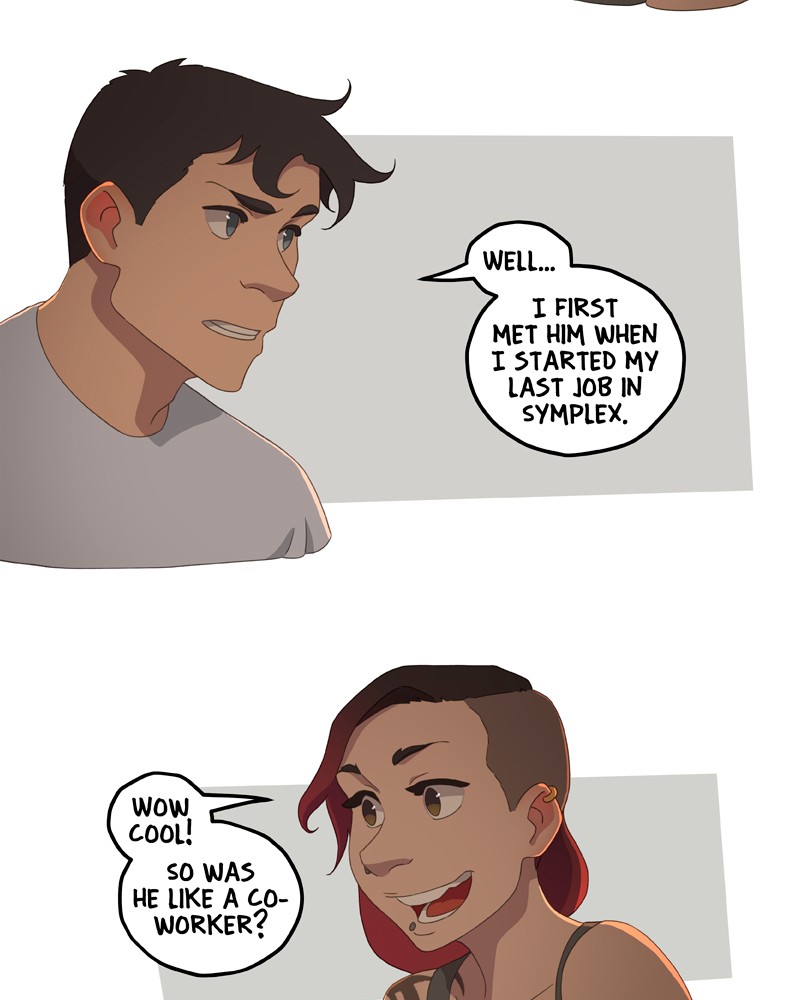 WELL...
I FIRST
MET HIM WHEN
I STARTED MY
LAST JOB IN
SYMPLEX.
WOW
COOL!
SO WAS
HE LIKE A CO-
WORKER?